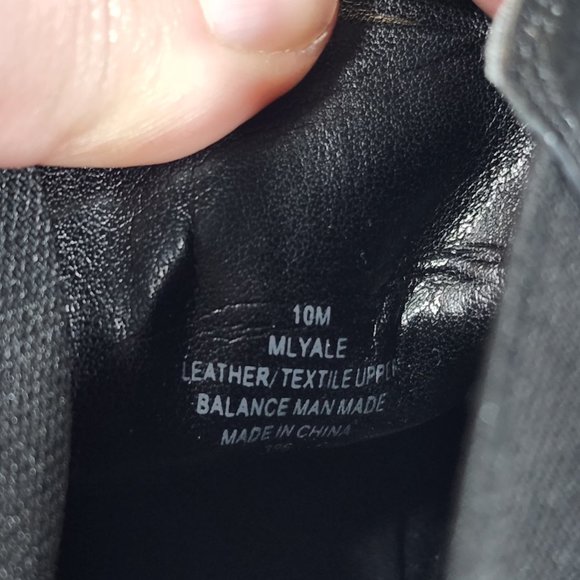 10M
MLYALE
LEATHER/TEXTILE
BALANCE MAN MADE
MADE IN CHINA